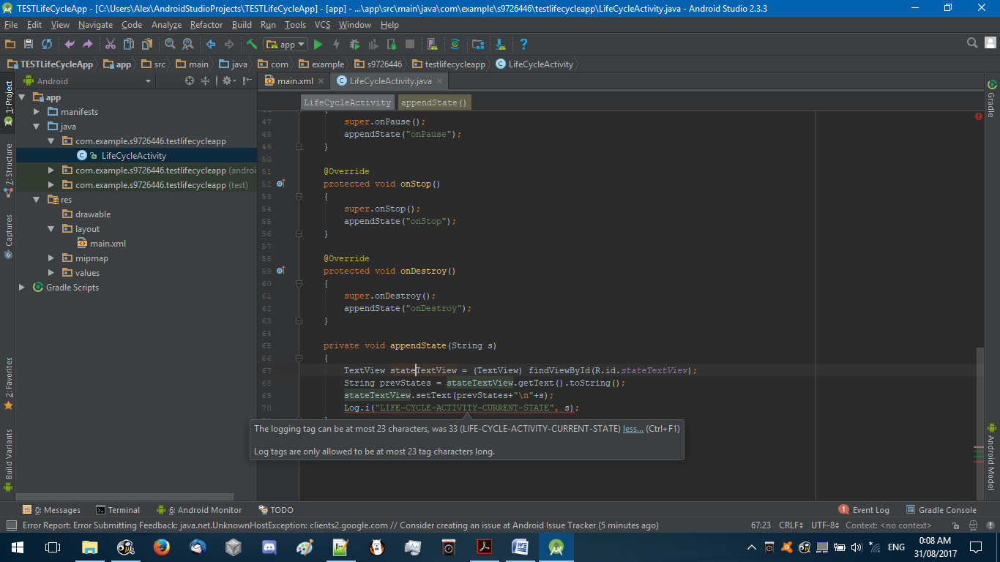 TESTLifeCycleApp - [C:\Users\Alex\AndroidStudioProjects\TESTLifeCycleApp] - [app] - ...\app\src\main\java\com\example\s9726446\testlifecycleapp\LifeCycleActivity.java - Android Studio 2.3.3
File Edit View Navigate Code Analyze Refactor Build Run Tools VCS Window Help
app
TESTLifeCycleApp app src main java com example s9726446 testlifecycleapp LifeCycleActivity
1: Project
7: Structure
Captures
2: Favorites
Build Variants
Android
app
manifests
java
com.example.s9726446.testlifecycleapp
LifeCycleActivity
com.example.s9726446.testlifecycleapp (androi
com.example.s9726446.testlifecycleapp (test)
res
drawable
layout
main.xml
mipmap
values
Gradle Scripts
main.xml LifeCycleActivity.java
LifeCycleActivity appendState()
{
47 super.onPause();
48 appendState("onPause");
49 }
50
51 @Override
52 protected void onStop()
53 {
54 super.onStop();
55 appendState("onStop");
56 }
57
58 @Override
59 protected void onDestroy()
60 {
61 super.onDestroy();
62 appendState("onDestroy");
63 }
64
65 private void appendState(String s)
66 {
67 TextView stateTextView = (TextView) findViewById(R.id.stateTextView);
68 String prevStates = stateTextView.getText().toString();
69 stateTextView.setText(prevStates+"\n"+s);
70 Log.i("LIFE-CYCLE-ACTIVITY-CURRENT-STATE", s);
The logging tag can be at most 23 characters, was 33 (LIFE-CYCLE-ACTIVITY-CURRENT-STATE) less... (Ctrl+F1)
Log tags are only allowed to be at most 23 tag characters long.
Gradle
Android Model
0: Messages Terminal 6: Android Monitor TODO 1 Event Log Gradle Console
Error Report: Error Submitting Feedback: java.net.UnknownHostException: clients2.google.com // Consider creating an issue at Android Issue Tracker (5 minutes ago) 67:23 CRLF UTF-8 Context: <no context>
ENG
0:08 AM
31/08/2017